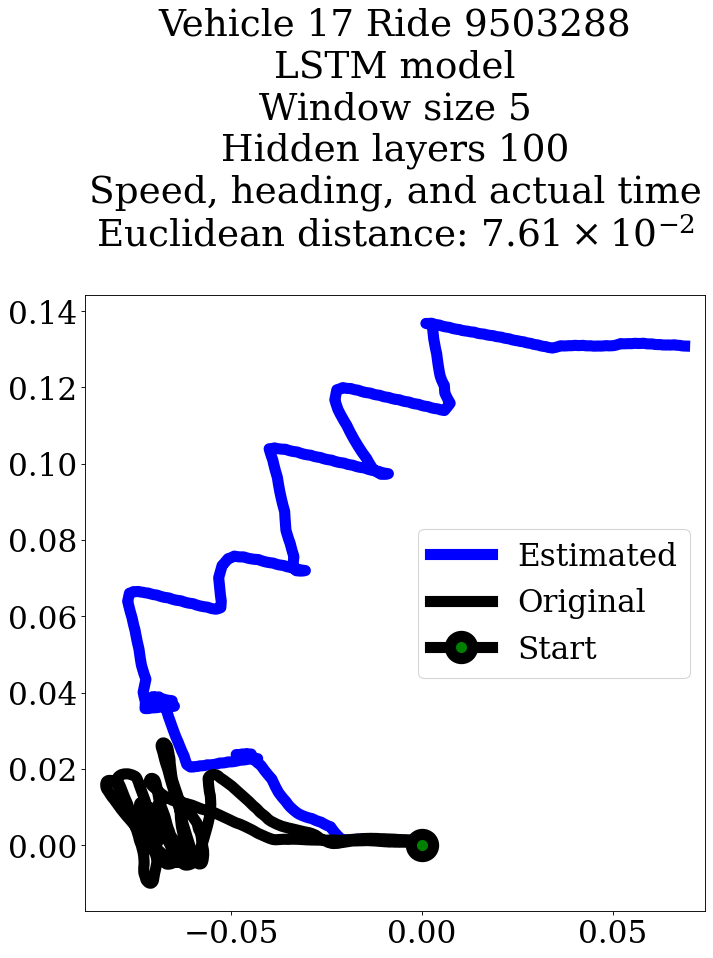 Vehicle 17 Ride 9503288
LSTM model
Window size 5
Hidden layers 100
Speed, heading, and actual time
Euclidean distance: 7.61 × 10⁻²
0.14
0.12
0.10
0.08
0.06
0.04
0.02
0.00
Estimated
Original
Start
−0.05 0.00 0.05